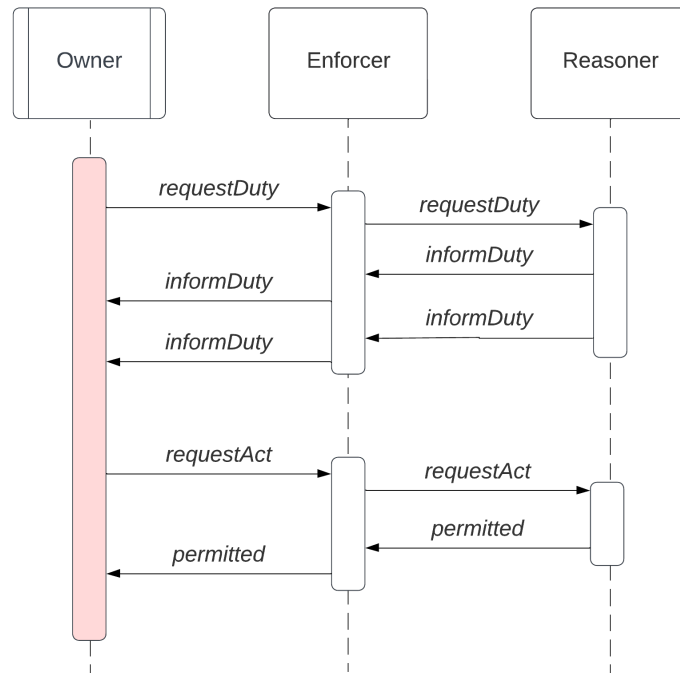 Owner
Enforcer
Reasoner
requestDuty
requestDuty
informDuty
informDuty
informDuty
informDuty
requestAct
requestAct
permitted
permitted